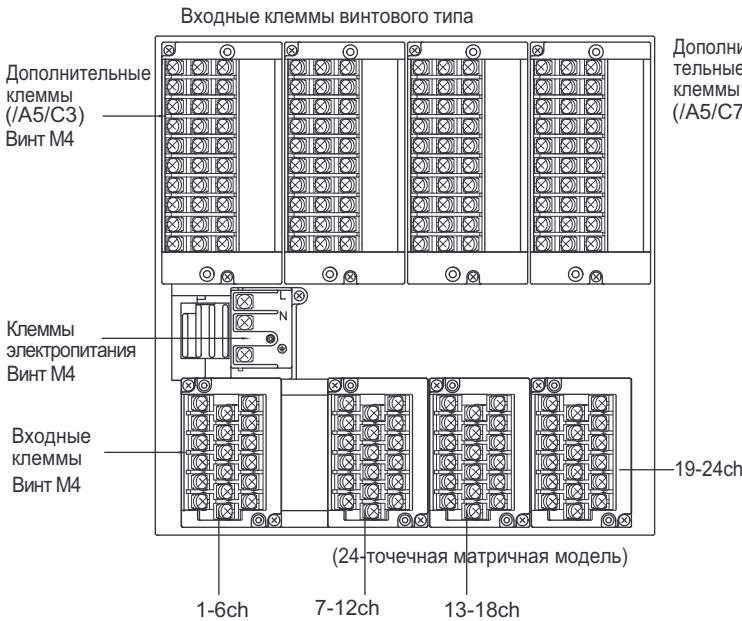 Входные клеммы винтового типа
Дополнительные
клеммы
(/A5/C3)
Винт M4
Дополни
тельные
клеммы
(/A5/C7
L
N
Клеммы
электропитания
Винт M4
Входные
клеммы
Винт M4
19-24ch
(24-точечная матричная модель)
1-6ch
7-12ch
13-18ch